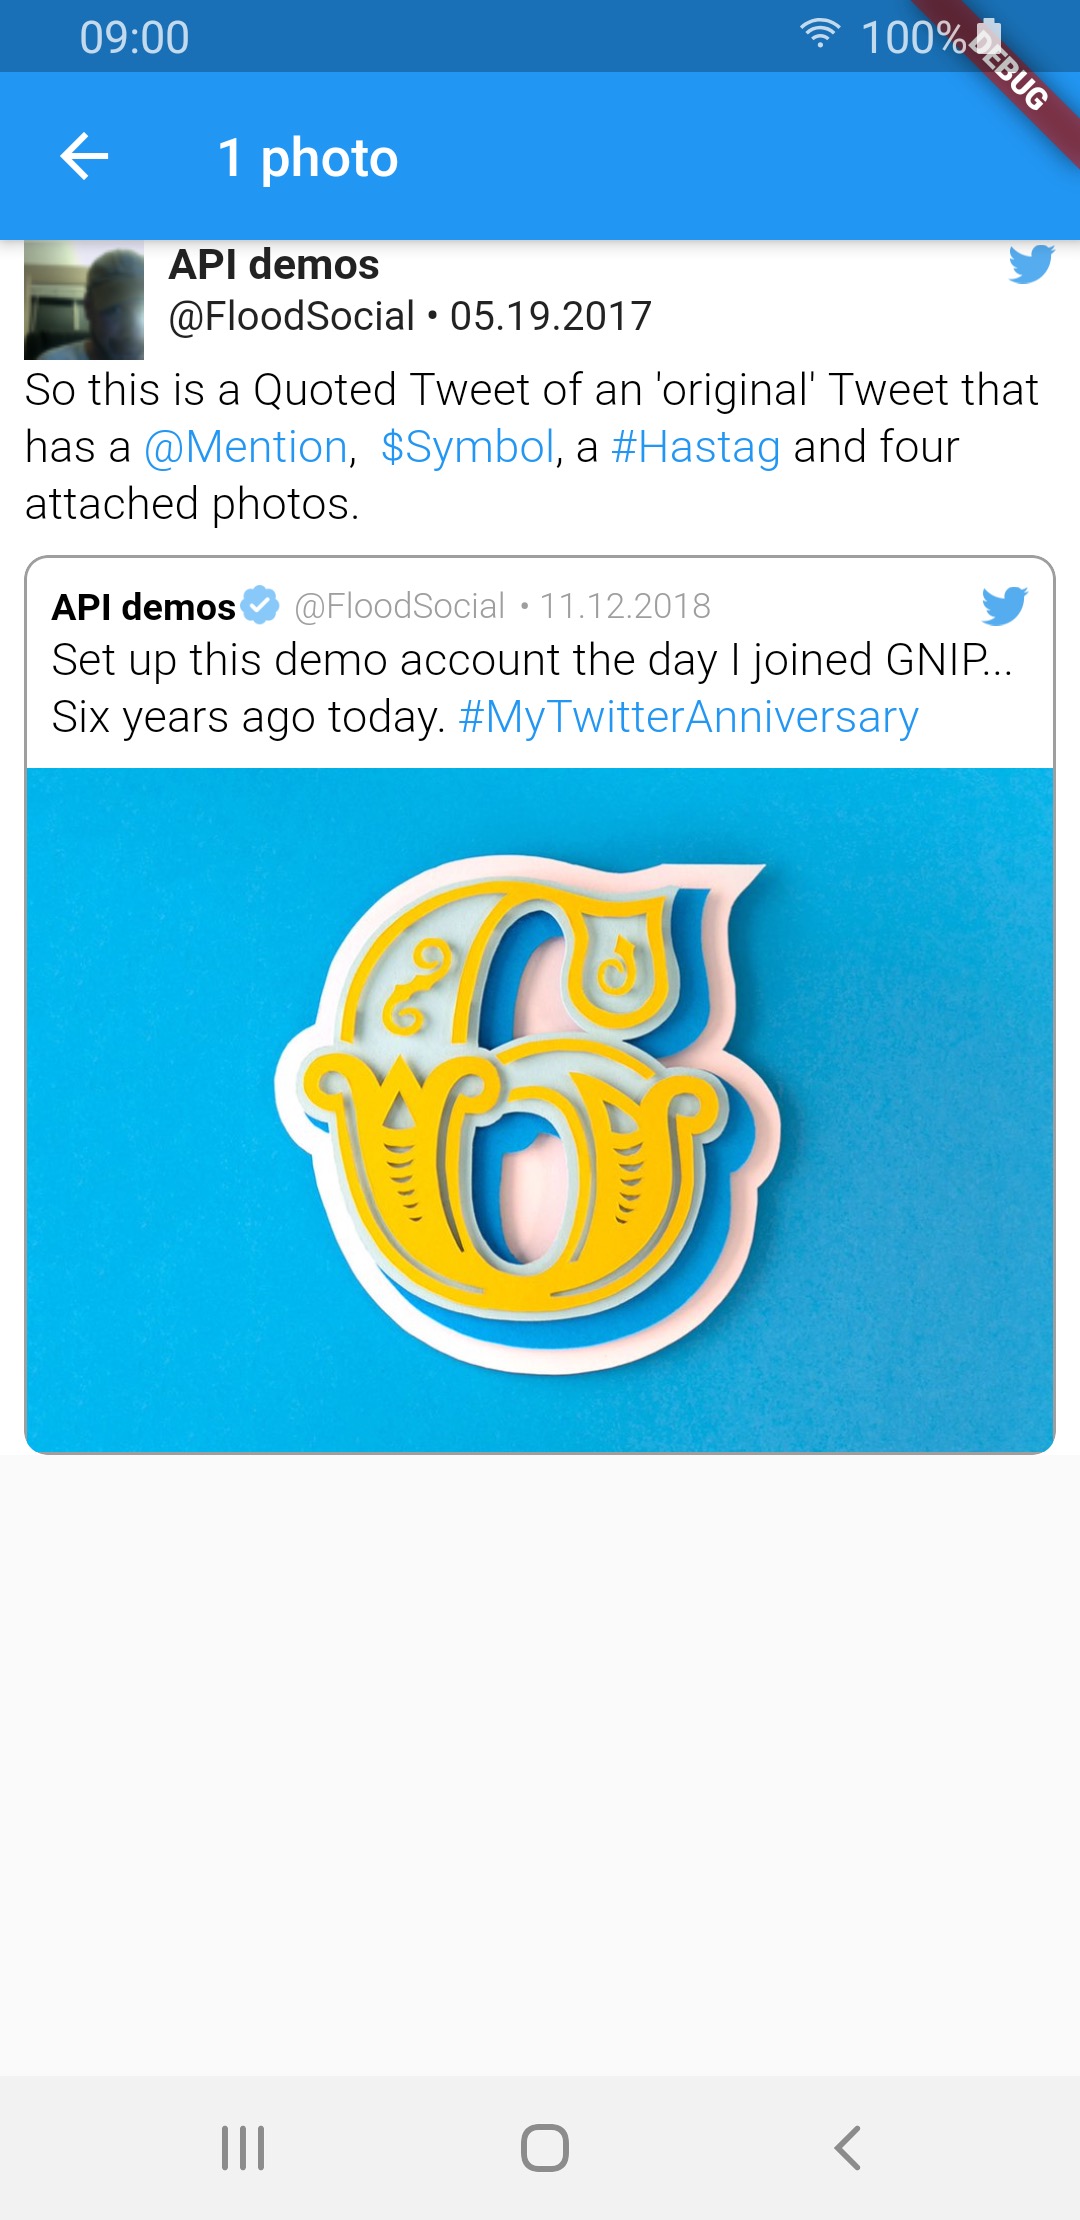 09:00 100%
DEBUG
1 photo
API demos
@FloodSocial • 05.19.2017
So this is a Quoted Tweet of an 'original' Tweet that
has a @Mention,  $Symbol, a #Hastag and four
attached photos.
API demos @FloodSocial • 11.12.2018
Set up this demo account the day I joined GNIP...
Six years ago today. #MyTwitterAnniversary
6